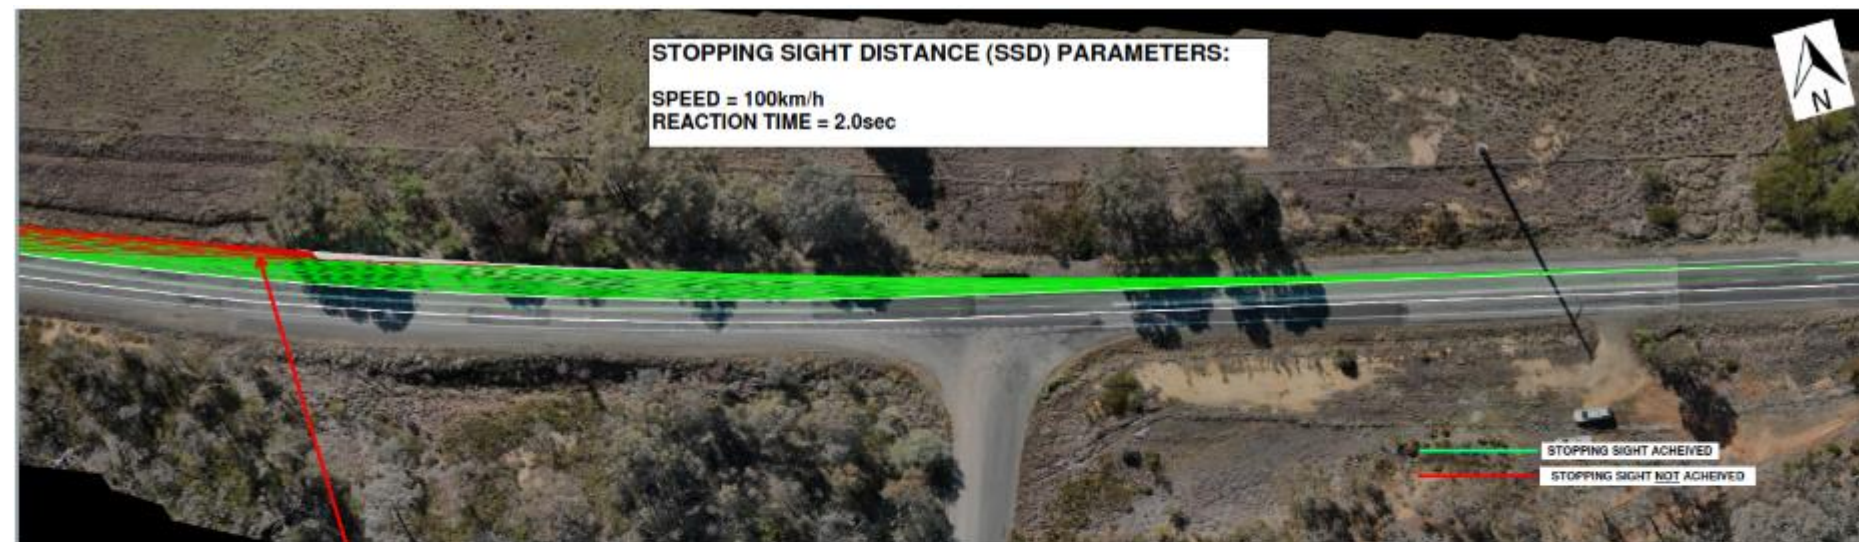 STOPPING SIGHT DISTANCE (SSD) PARAMETERS:
SPEED = 100km/h
REACTION TIME = 2.0sec
N
STOPPING SIGHT ACHEIVED
STOPPING SIGHT NOT ACHEIVED